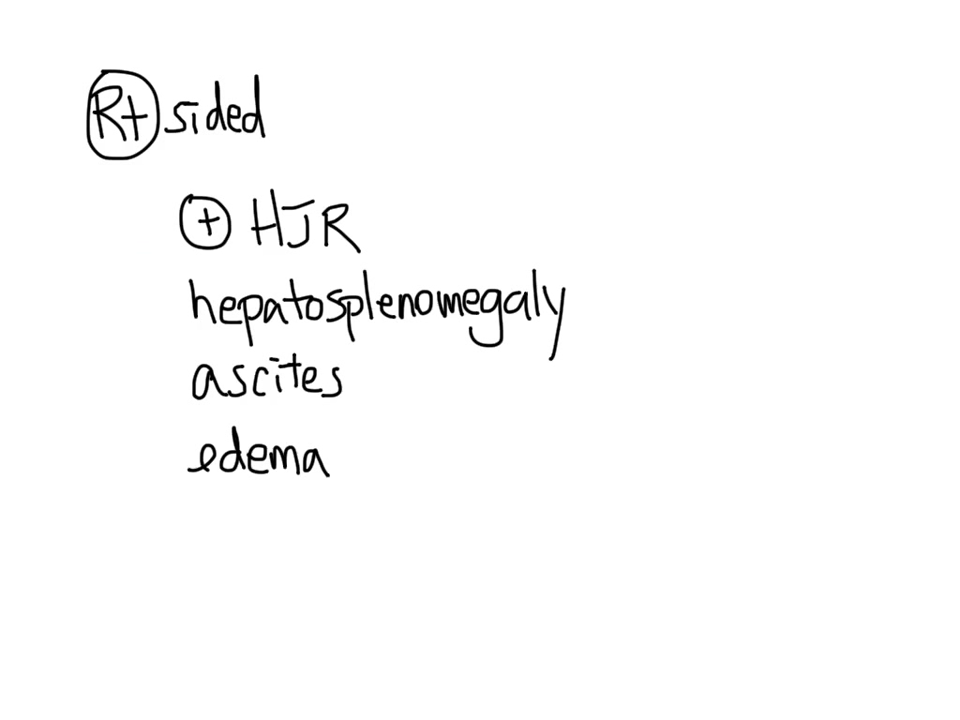 Rt sided
+ HJR
hepatosplenomegaly
ascites
edema